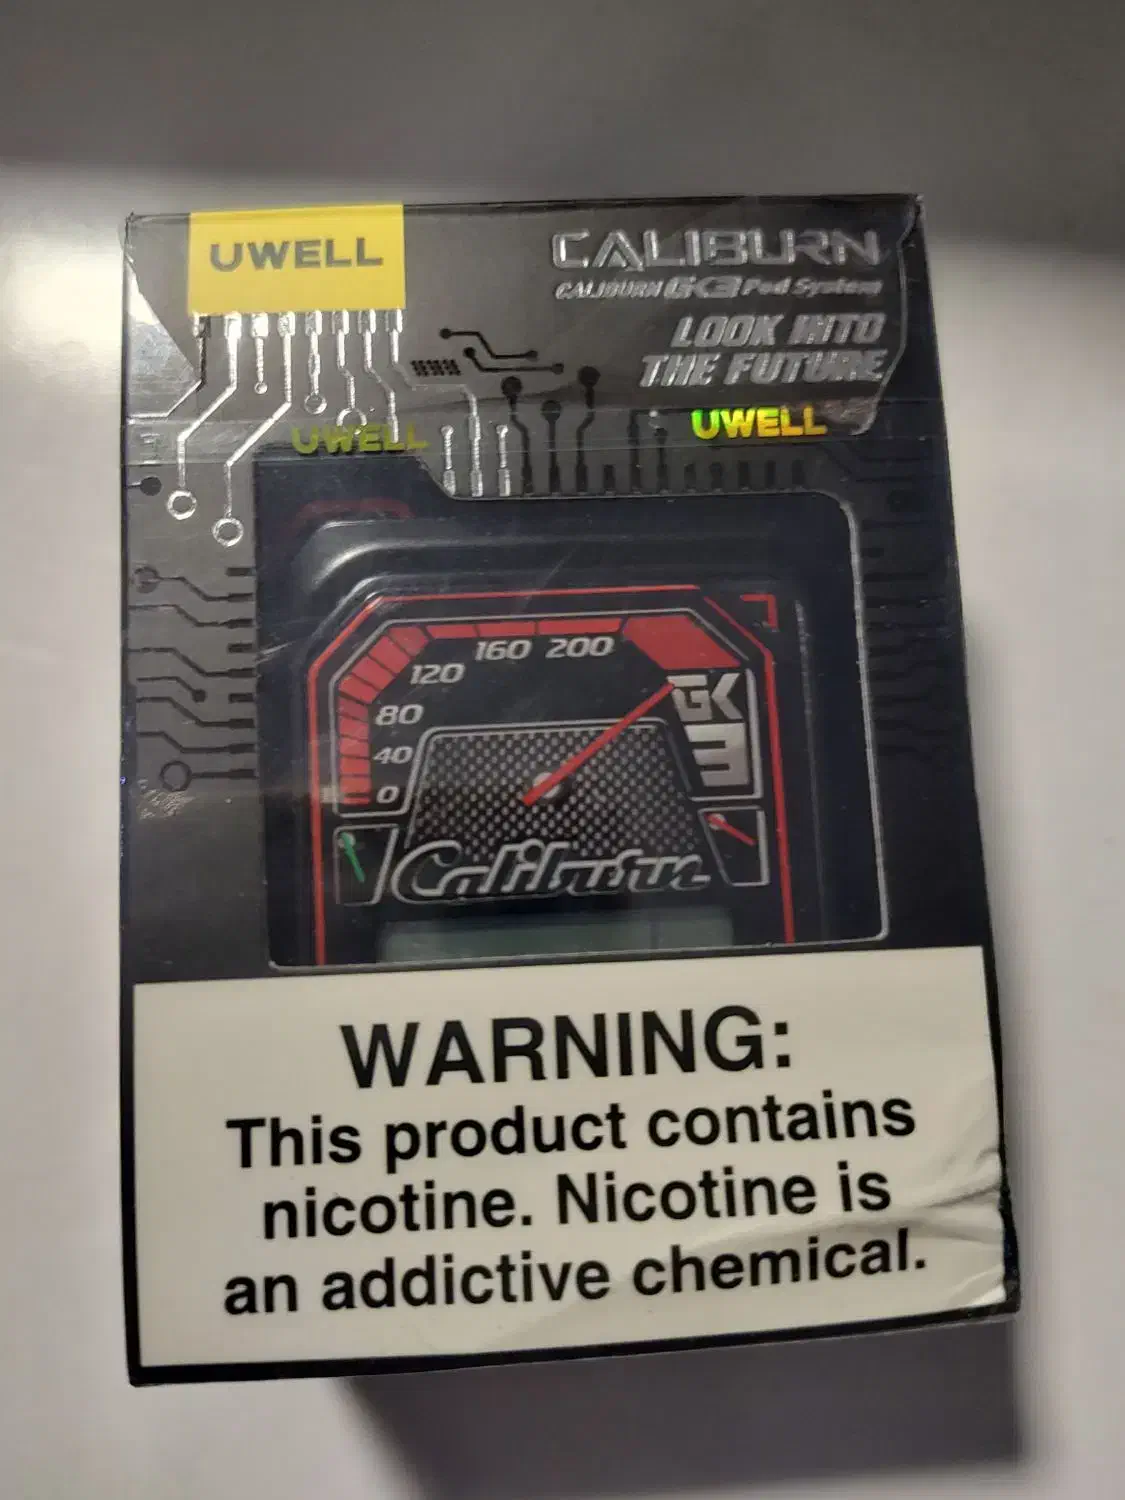 UWELL
CALIBURN
CALIBURN GK3 Pod System
LOOK INTO
THE FUTURE
UWELL UWELL
160 200
120
80
40
0
GK
3
Caliburn
WARNING:
This product contains
nicotine. Nicotine is
an addictive chemical.